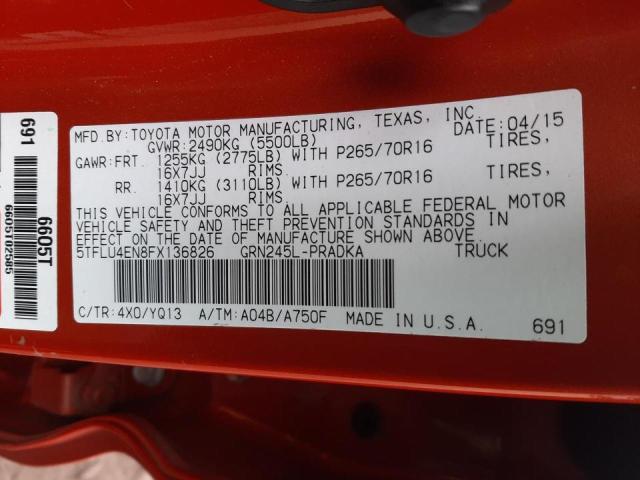 MFD.BY:TOYOTA MOTOR MANUFACTURING, TEXAS, INC. DATE:04/15
GVWR:2490KG (5500LB)
GAWR:FRT. 1255KG (2775LB) WITH P265/70R16 TIRES,
16X7JJ RIMS.
RR. 1410KG (3110LB) WITH P265/70R16 TIRES,
16X7JJ RIMS.
THIS VEHICLE CONFORMS TO ALL APPLICABLE FEDERAL MOTOR
VEHICLE SAFETY AND THEFT PREVENTION STANDARDS IN
EFFECT ON THE DATE OF MANUFACTURE SHOWN ABOVE.
5TFLU4EN8FX136826 GRN245L-PRADKA TRUCK
C/TR:4X0/YQ13 A/TM:A04B/A750F MADE IN U.S.A. 691
691
6605T
6605T02585